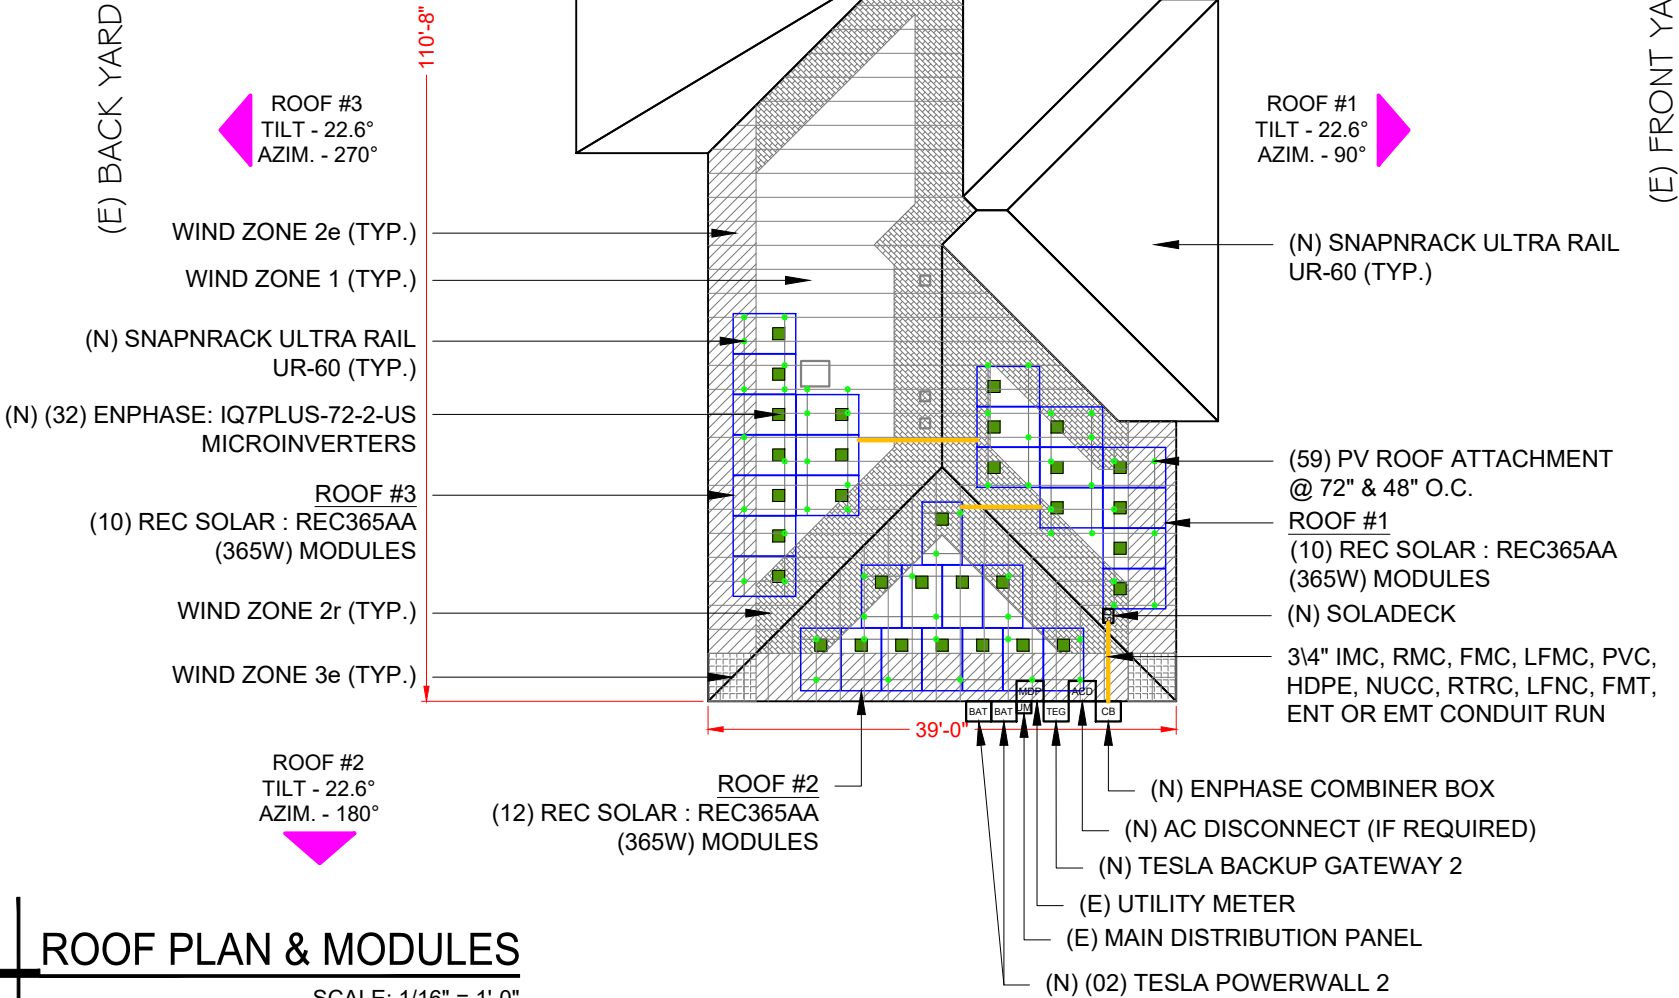 (E) BACK YARD
110'-8"
ROOF #3
TILT - 22.6°
AZIM. - 270°
ROOF #1
TILT - 22.6°
AZIM. - 90°
(E) FRONT YA
WIND ZONE 2e (TYP.)
WIND ZONE 1 (TYP.)
(N) SNAPNRACK ULTRA RAIL
UR-60 (TYP.)
(N) (32) ENPHASE: IQ7PLUS-72-2-US
MICROINVERTERS
ROOF #3
(10) REC SOLAR : REC365AA
(365W) MODULES
WIND ZONE 2r (TYP.)
WIND ZONE 3e (TYP.)
(N) SNAPNRACK ULTRA RAIL
UR-60 (TYP.)
(59) PV ROOF ATTACHMENT
@ 72" & 48" O.C.
ROOF #1
(10) REC SOLAR : REC365AA
(365W) MODULES
(N) SOLADECK
3\4" IMC, RMC, FMC, LFMC, PVC,
HDPE, NUCC, RTRC, LFNC, FMT,
ENT OR EMT CONDUIT RUN
MDP
ACD
BAT
BAT
UM
TEG
CB
39'-0"
ROOF #2
TILT - 22.6°
AZIM. - 180°
ROOF #2
(12) REC SOLAR : REC365AA
(365W) MODULES
(N) ENPHASE COMBINER BOX
(N) AC DISCONNECT (IF REQUIRED)
(N) TESLA BACKUP GATEWAY 2
(E) UTILITY METER
(E) MAIN DISTRIBUTION PANEL
(N) (02) TESLA POWERWALL 2
ROOF PLAN & MODULES
SCALE: 1/16" = 1'-0"